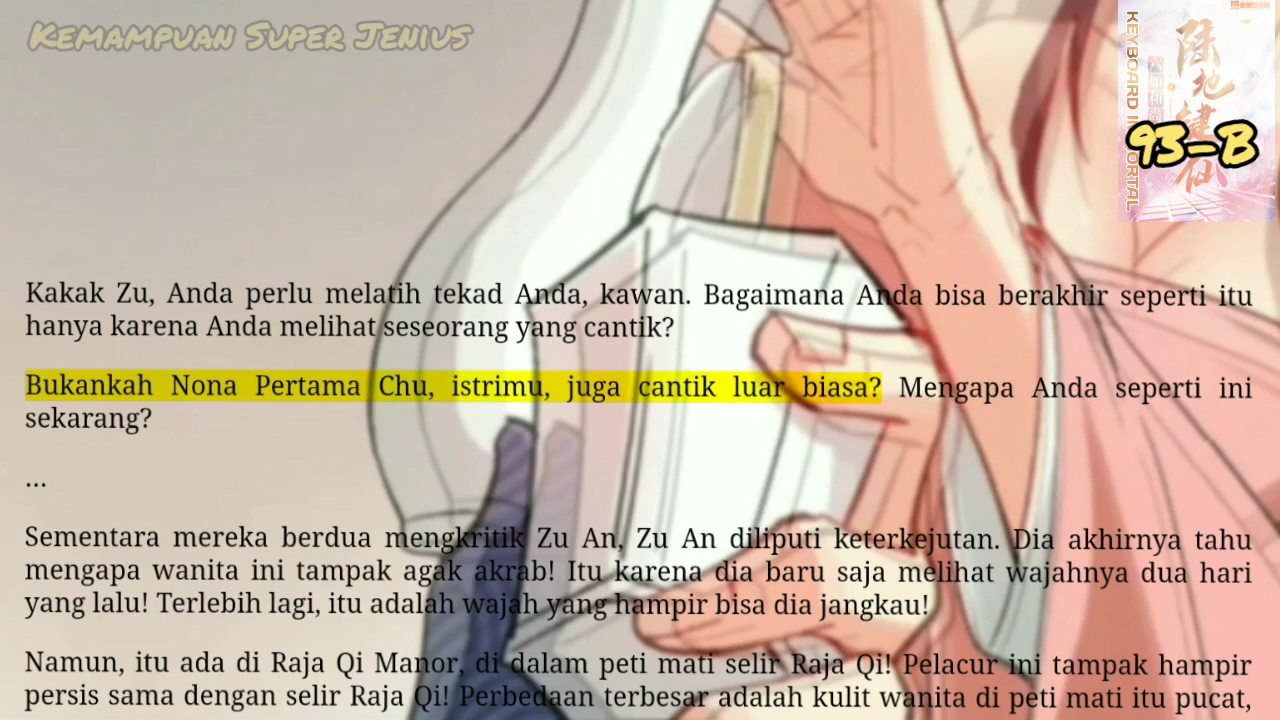 Kemampuan Super Jenius
KEYBOARD IMMORTAL
陆地键仙
93-B
Kakak Zu, Anda perlu melatih tekad Anda, kawan. Bagaimana Anda bisa berakhir seperti itu
hanya karena Anda melihat seseorang yang cantik?
Bukankah Nona Pertama Chu, istrimu, juga cantik luar biasa? Mengapa Anda seperti ini
sekarang?
...
Sementara mereka berdua mengkritik Zu An, Zu An diliputi keterkejutan. Dia akhirnya tahu
mengapa wanita ini tampak agak akrab! Itu karena dia baru saja melihat wajahnya dua hari
yang lalu! Terlebih lagi, itu adalah wajah yang hampir bisa dia jangkau!
Namun, itu ada di Raja Qi Manor, di dalam peti mati selir Raja Qi! Pelacur ini tampak hampir
persis sama dengan selir Raja Qi! Perbedaan terbesar adalah kulit wanita di peti mati itu pucat,